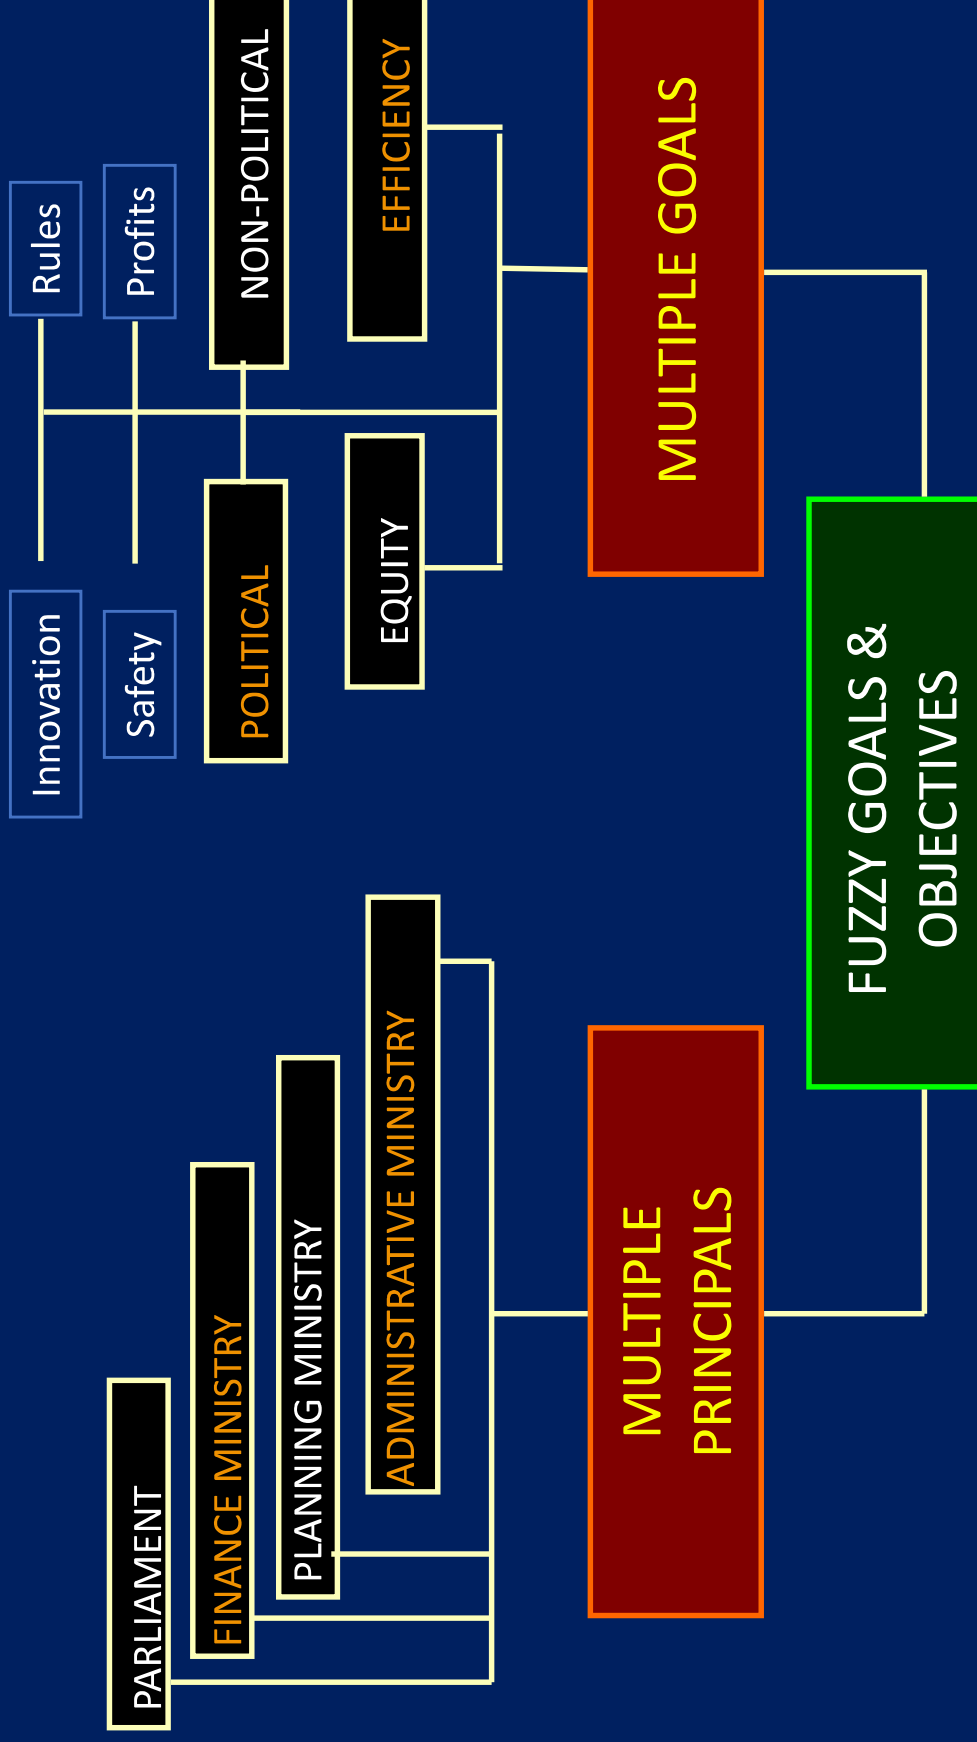 Innovation
Rules
Safety
Profits
PARLIAMENT
FINANCE MINISTRY
POLITICAL
NON-POLITICAL
PLANNING MINISTRY
ADMINISTRATIVE MINISTRY
EQUITY
EFFICIENCY
MULTIPLE
PRINCIPALS
MULTIPLE GOALS
FUZZY GOALS &
OBJECTIVES